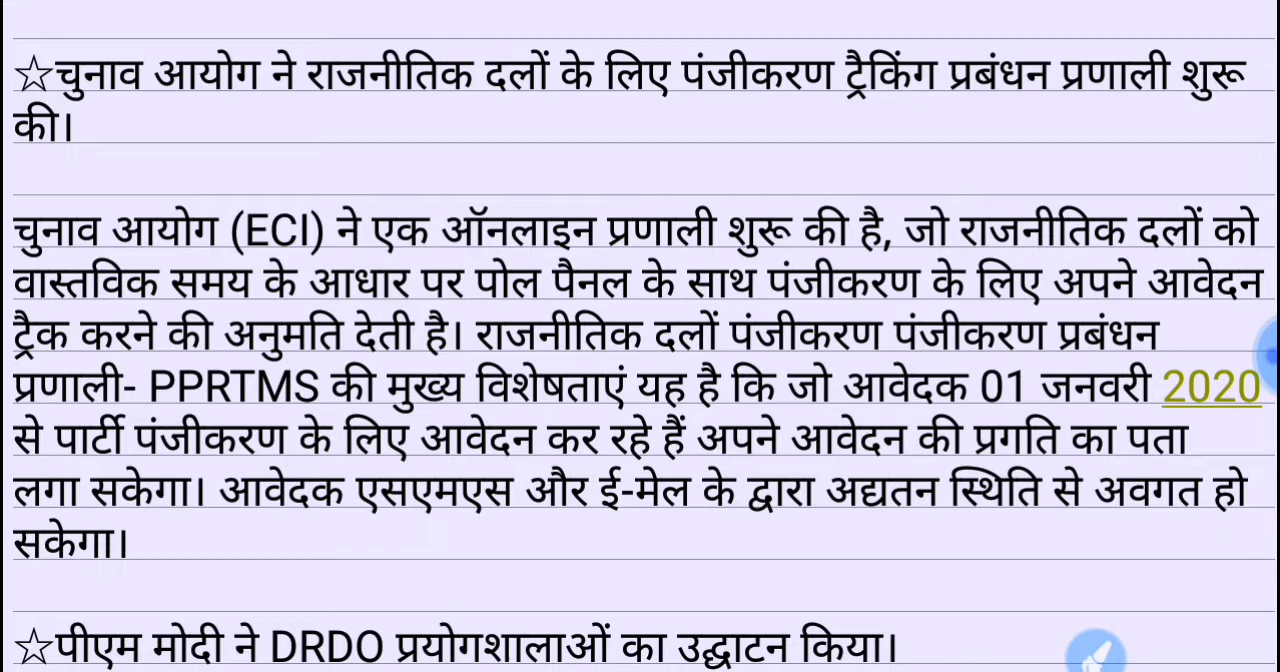 ☆चुनाव आयोग ने राजनीतिक दलों के लिए पंजीकरण ट्रैकिंग प्रबंधन प्रणाली शुरू
की।
चुनाव आयोग (ECI) ने एक ऑनलाइन प्रणाली शुरू की है, जो राजनीतिक दलों को
वास्तविक समय के आधार पर पोल पैनल के साथ पंजीकरण के लिए अपने आवेदन
ट्रैक करने की अनुमति देती है। राजनीतिक दलों पंजीकरण पंजीकरण प्रबंधन
प्रणाली- PPRTMS की मुख्य विशेषताएं यह है कि जो आवेदक 01 जनवरी 2020
से पार्टी पंजीकरण के लिए आवेदन कर रहे हैं अपने आवेदन की प्रगति का पता
लगा सकेगा। आवेदक एसएमएस और ई-मेल के द्वारा अद्यतन स्थिति से अवगत हो
सकेगा।
☆पीएम मोदी ने DRDO प्रयोगशालाओं का उद्घाटन किया।